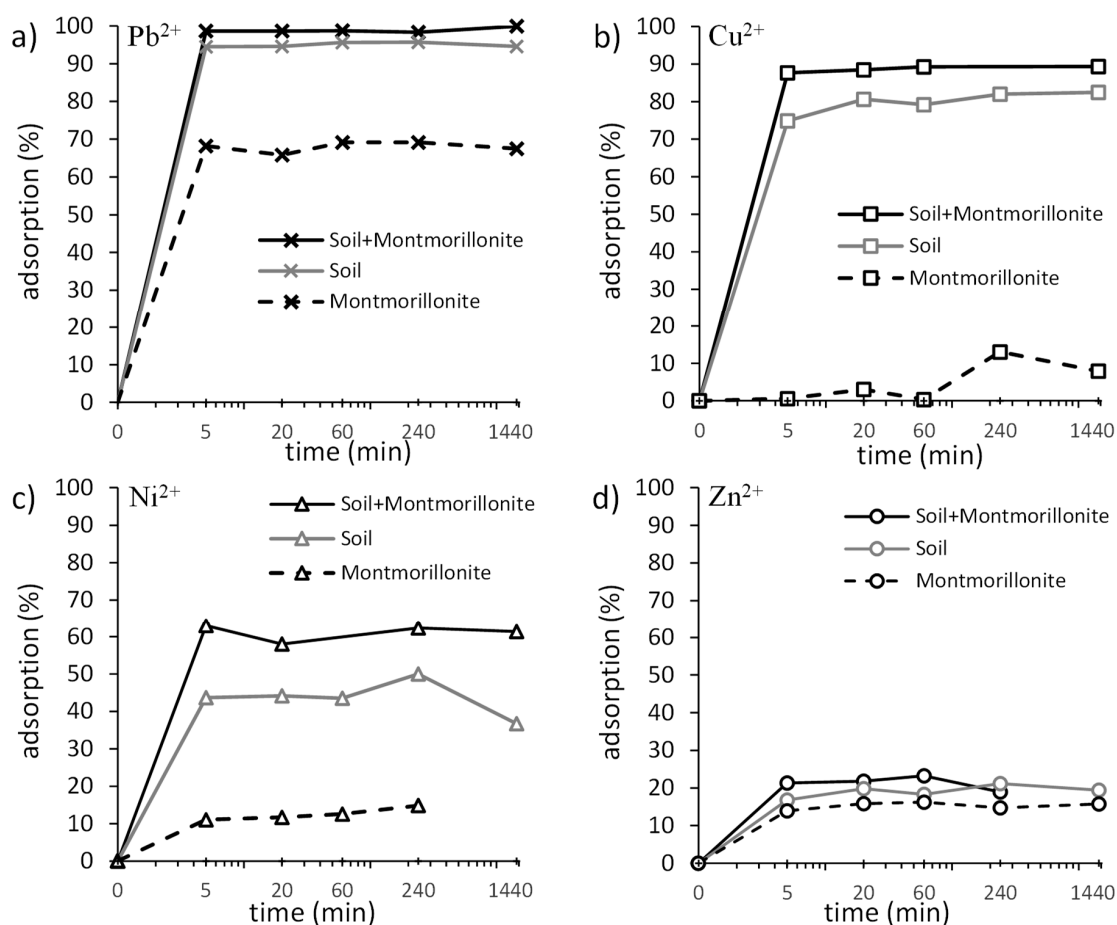 a) Pb²⁺
100
90
80
70
60
50
40
30
20
10
0
adsorption (%)
Soil+Montmorillonite
Soil
Montmorillonite
0 5 20 60 240 1440
time (min)
b) Cu²⁺
100
90
80
70
60
50
40
30
20
10
0
adsorption (%)
Soil+Montmorillonite
Soil
Montmorillonite
0 5 20 60 240 1440
time (min)
c) Ni²⁺
100
90
80
70
60
50
40
30
20
10
0
adsorption (%)
Soil+Montmorillonite
Soil
Montmorillonite
0 5 20 60 240 1440
time (min)
d) Zn²⁺
100
90
80
70
60
50
40
30
20
10
0
adsorption (%)
Soil+Montmorillonite
Soil
Montmorillonite
0 5 20 60 240 1440
time (min)